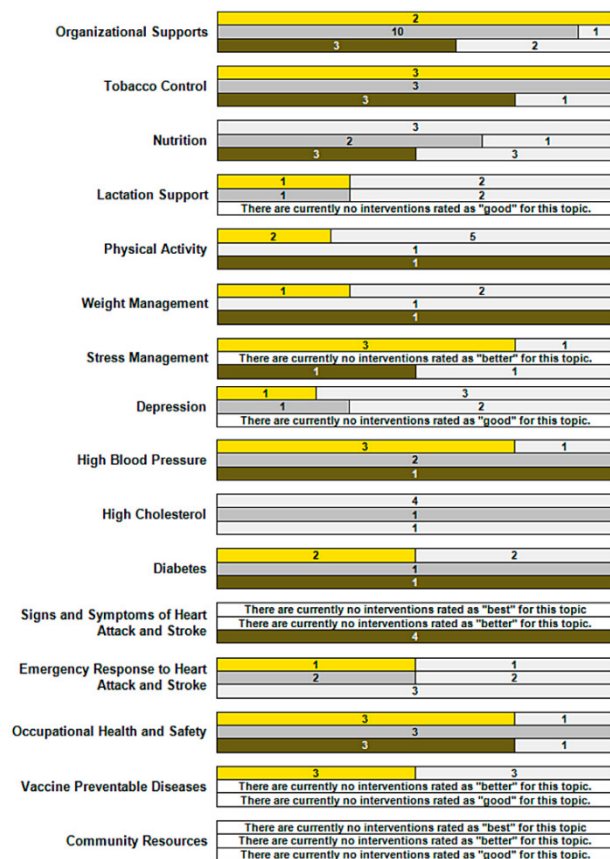 2
Organizational Supports
10 1
3 2
3
Tobacco Control
3
3 1
3
Nutrition
2 1
3 3
1 2
Lactation Support
1 2
There are currently no interventions rated as "good" for this topic.
2 5
Physical Activity
1
1
1 2
Weight Management
1
1
3 1
Stress Management
There are currently no interventions rated as "better" for this topic.
1 1
1 3
Depression
1 2
There are currently no interventions rated as "good" for this topic.
3 1
High Blood Pressure
2
1
4
High Cholesterol
1
1
2 2
Diabetes
1
1
There are currently no interventions rated as "best" for this topic
Signs and Symptoms of Heart
Attack and Stroke
There are currently no interventions rated as "better" for this topic.
4
1 1
Emergency Response to Heart
Attack and Stroke
2 2
3
3 1
Occupational Health and Safety
3
3 1
3 3
Vaccine Preventable Diseases
There are currently no interventions rated as "better" for this topic.
There are currently no interventions rated as "good" for this topic.
There are currently no interventions rated as "best" for this topic.
Community Resources
There are currently no interventions rated as "better" for this topic.
There are currently no interventions rated as "good" for this topic.